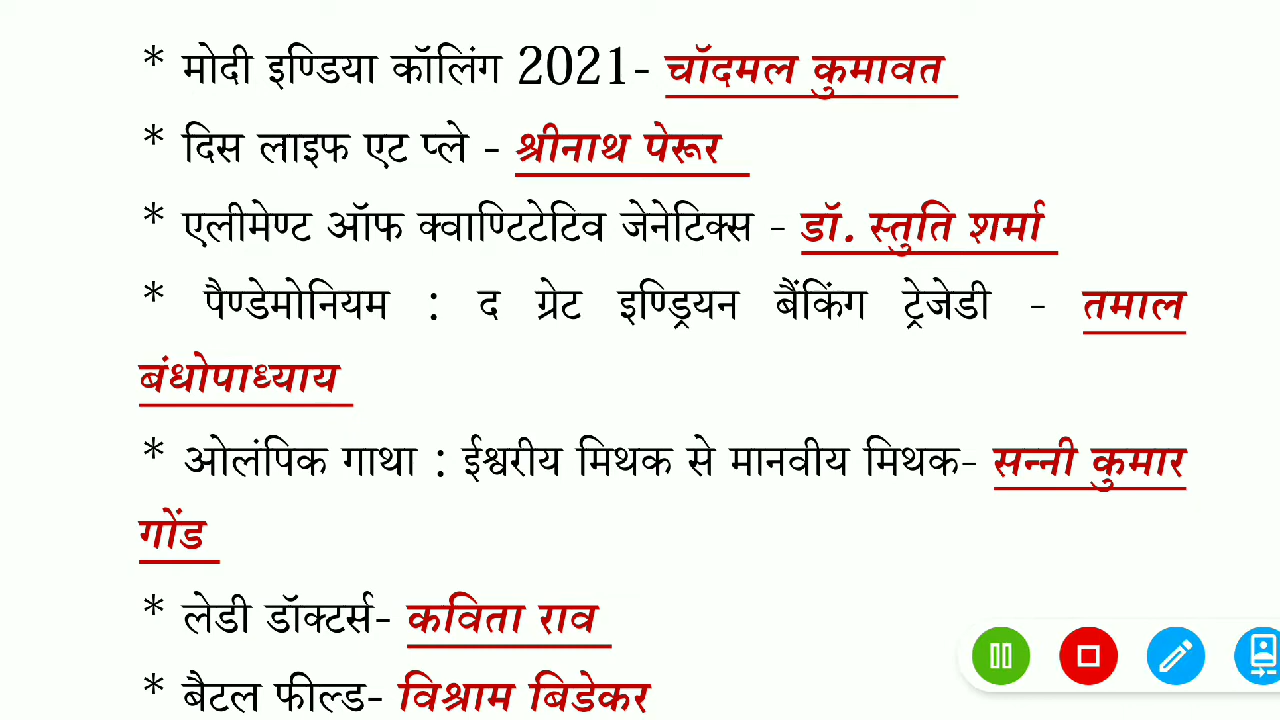 * मोदी इण्डिया कॉलिंग 2021- चॉदमल कुमावत
* दिस लाइफ एट प्ले - श्रीनाथ पेरूर
* एलीमेण्ट ऑफ क्वाण्टिटेटिव जेनेटिक्स - डॉ. स्तुति शर्मा
* पैण्डेमोनियम : द ग्रेट इण्ड्रियन बैंकिंग ट्रेजेडी - तमाल
बंधोपाध्याय
* ओलंपिक गाथा : ईश्वरीय मिथक से मानवीय मिथक- सन्नी कुमार
गोंड
* लेडी डॉक्टर्स- कविता राव
* बैटल फील्ड- विश्राम बिडेकर